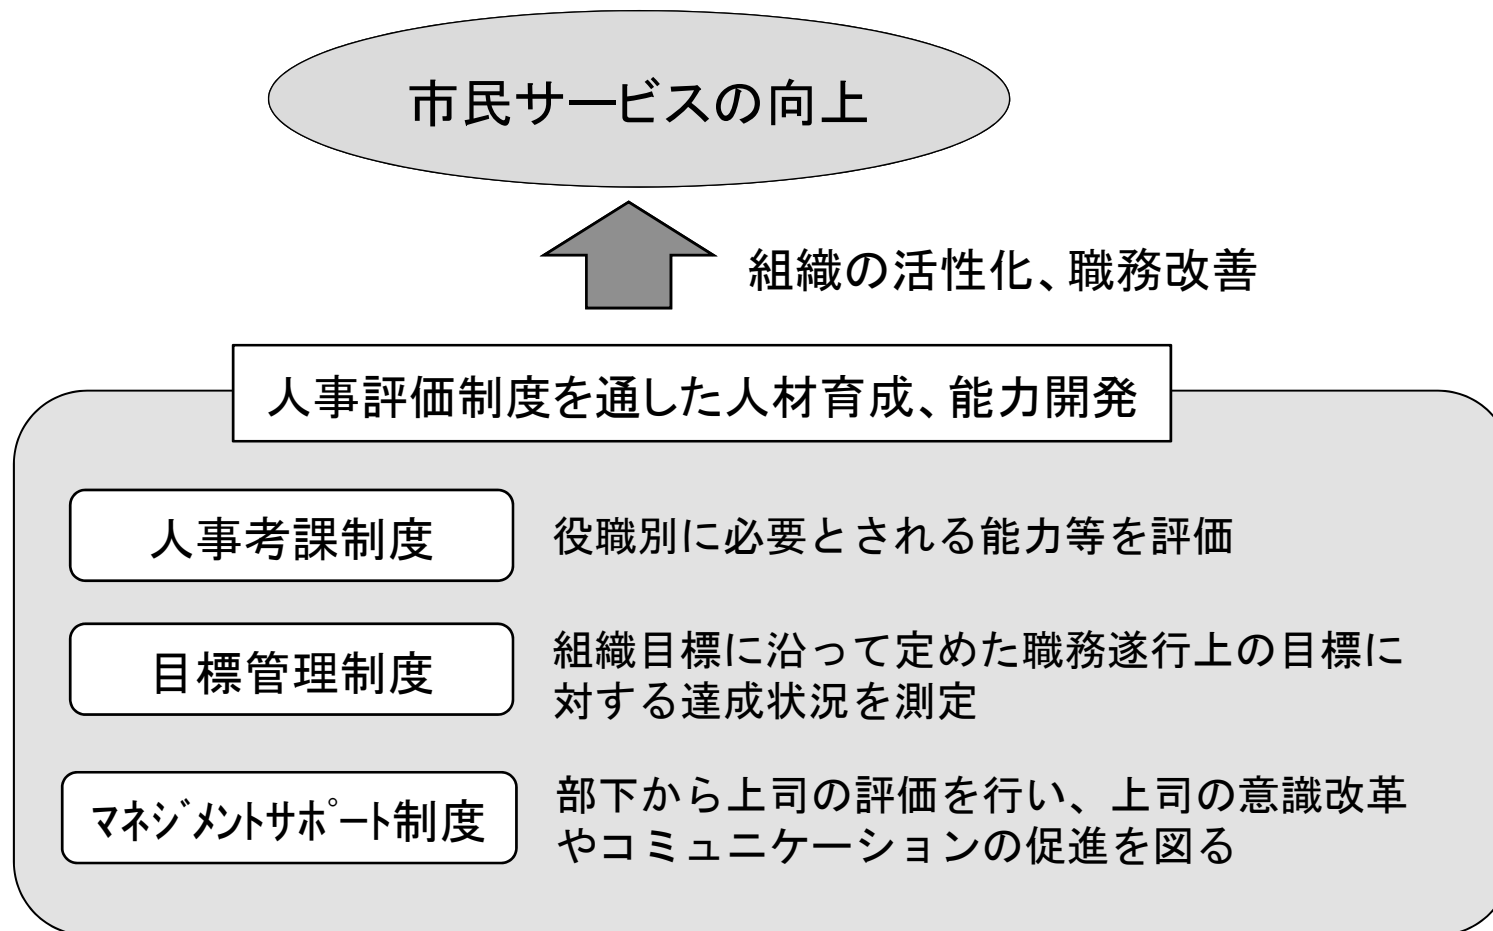 市民サービスの向上
組織の活性化、職務改善
人事評価制度を通した人材育成、能力開発
人事考課制度
役職別に必要とされる能力等を評価
目標管理制度
組織目標に沿って定めた職務遂行上の目標に
対する達成状況を測定
ﾏﾈｼﾞﾒﾝﾄｻﾎﾟｰﾄ制度
部下から上司の評価を行い、上司の意識改革
やコミュニケーションの促進を図る